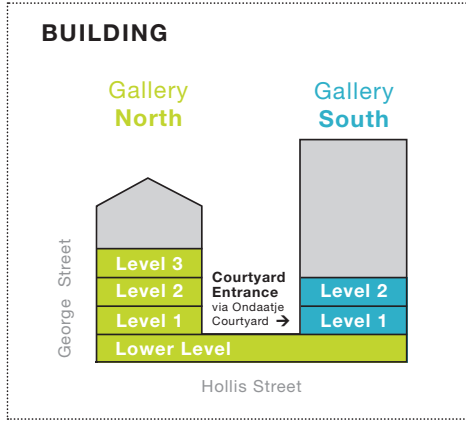 BUILDING
Gallery
North
Gallery
South
Level 3
Level 2
Level 1
Lower Level
Courtyard
Entrance
via Ondaatje
Courtyard →
Level 2
Level 1
George Street
Hollis Street